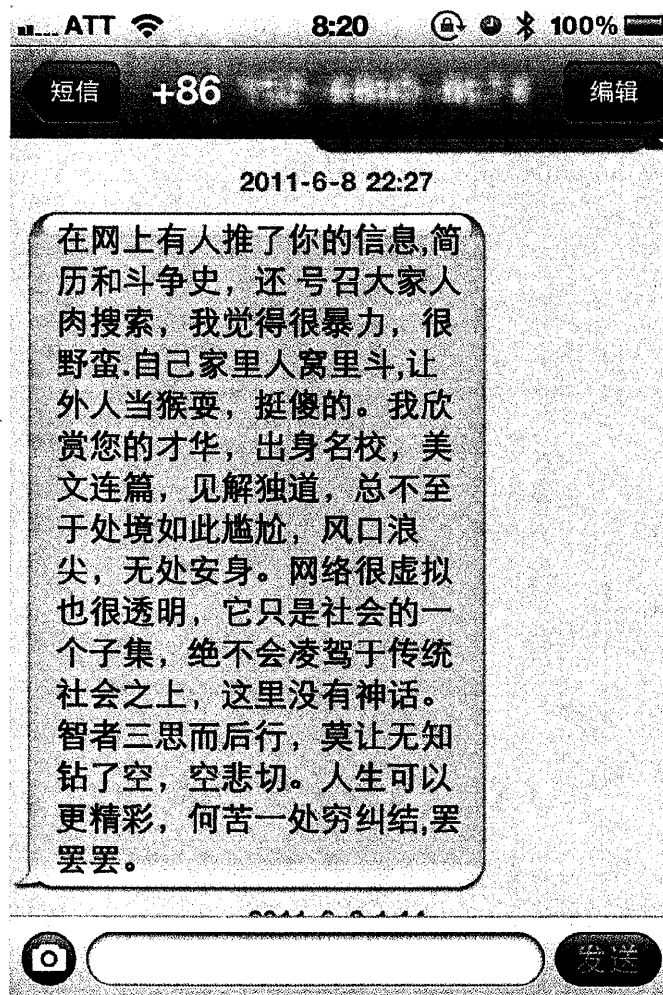 ATT 8:20 100%
短信 +86 编辑
2011-6-8 22:27
在网上有人推了你的信息,简
历和斗争史，还 号召大家人
肉搜索，我觉得很暴力，很
野蛮.自己家里人窝里斗,让
外人当猴耍，挺傻的。我欣
赏您的才华，出身名校，美
文连篇，见解独道，总不至
于处境如此尴尬，风口浪
尖，无处安身。网络很虚拟
也很透明，它只是社会的一
个子集，绝不会凌驾于传统
社会之上，这里没有神话。
智者三思而后行，莫让无知
钻了空，空悲切。人生可以
更精彩，何苦一处穷纠结,罢
罢罢。
发送